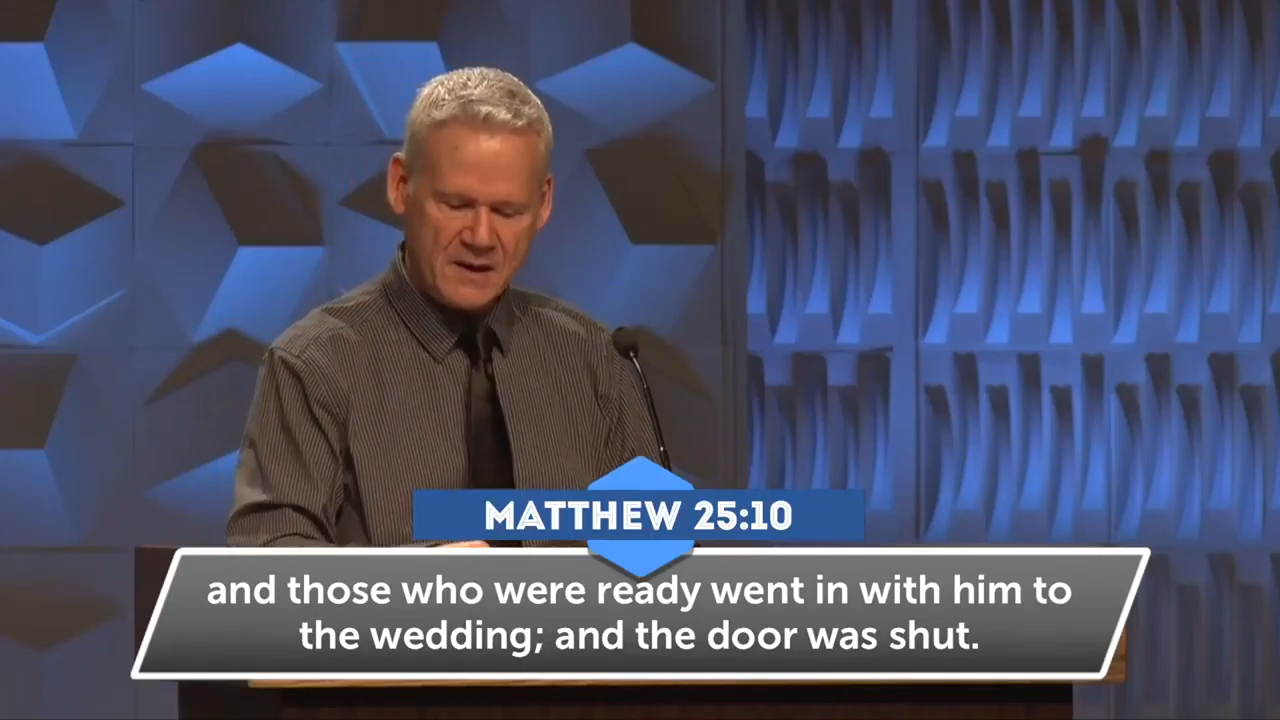 MATTHEW 25:10
and those who were ready went in with him to
the wedding; and the door was shut.